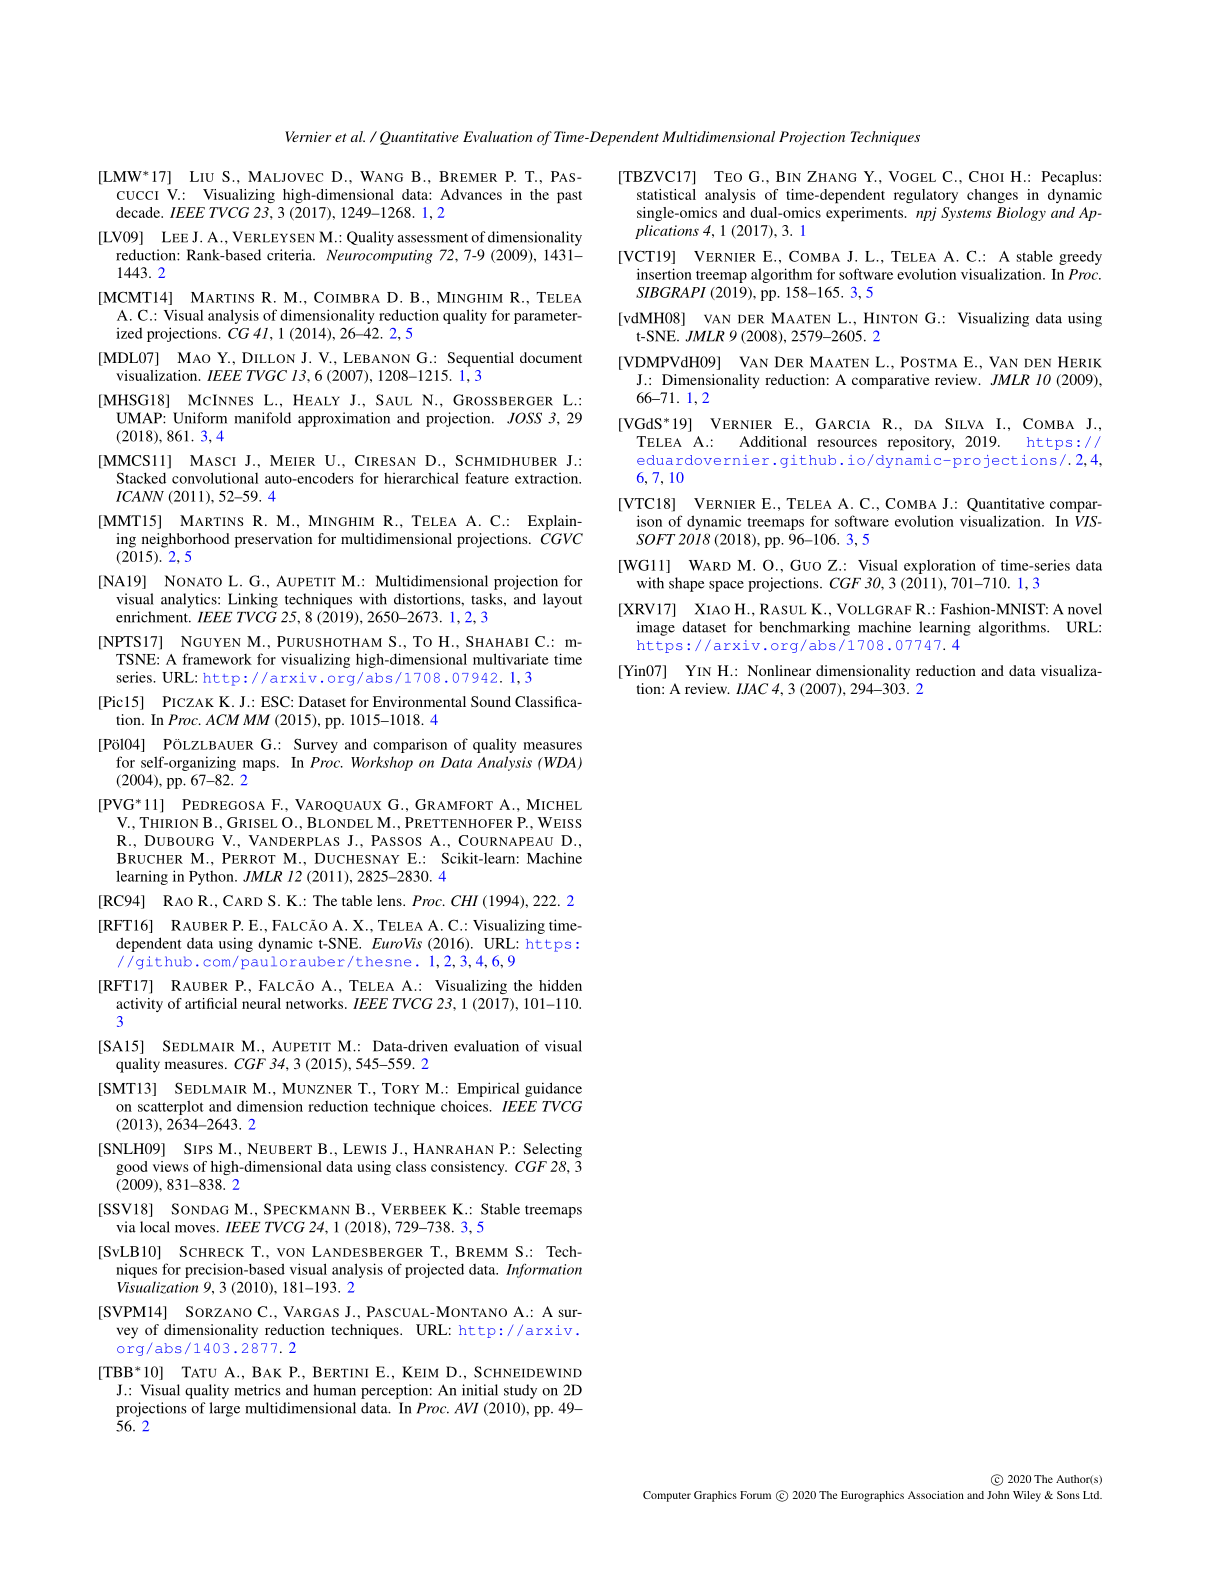 Vernier et al. / Quantitative Evaluation of Time-Dependent Multidimensional Projection Techniques
[LMW*17] LIU S., MALJOVEC D., WANG B., BREMER P. T., PAS-
CUCCI V.: Visualizing high-dimensional data: Advances in the past
decade. IEEE TVCG 23, 3 (2017), 1249–1268. 1, 2
[LV09] LEE J. A., VERLEYSEN M.: Quality assessment of dimensionality
reduction: Rank-based criteria. Neurocomputing 72, 7-9 (2009), 1431–
1443. 2
[MCMT14] MARTINS R. M., COIMBRA D. B., MINGHIM R., TELEA
A. C.: Visual analysis of dimensionality reduction quality for parameter-
ized projections. CG 41, 1 (2014), 26–42. 2, 5
[MDL07] MAO Y., DILLON J. V., LEBANON G.: Sequential document
visualization. IEEE TVGC 13, 6 (2007), 1208–1215. 1, 3
[MHSG18] MCINNES L., HEALY J., SAUL N., GROSSBERGER L.:
UMAP: Uniform manifold approximation and projection. JOSS 3, 29
(2018), 861. 3, 4
[MMCS11] MASCI J., MEIER U., CIRESAN D., SCHMIDHUBER J.:
Stacked convolutional auto-encoders for hierarchical feature extraction.
ICANN (2011), 52–59. 4
[MMT15] MARTINS R. M., MINGHIM R., TELEA A. C.: Explain-
ing neighborhood preservation for multidimensional projections. CGVC
(2015). 2, 5
[NA19] NONATO L. G., AUPETIT M.: Multidimensional projection for
visual analytics: Linking techniques with distortions, tasks, and layout
enrichment. IEEE TVCG 25, 8 (2019), 2650–2673. 1, 2, 3
[NPTS17] NGUYEN M., PURUSHOTHAM S., TO H., SHAHABI C.: m-
TSNE: A framework for visualizing high-dimensional multivariate time
series. URL: http://arxiv.org/abs/1708.07942. 1, 3
[Pic15] PICZAK K. J.: ESC: Dataset for Environmental Sound Classifica-
tion. In Proc. ACM MM (2015), pp. 1015–1018. 4
[Pöl04] PÖLZLBAUER G.: Survey and comparison of quality measures
for self-organizing maps. In Proc. Workshop on Data Analysis (WDA)
(2004), pp. 67–82. 2
[PVG*11] PEDREGOSA F., VAROQUAUX G., GRAMFORT A., MICHEL
V., THIRION B., GRISEL O., BLONDEL M., PRETTENHOFER P., WEISS
R., DUBOURG V., VANDERPLAS J., PASSOS A., COURNAPEAU D.,
BRUCHER M., PERROT M., DUCHESNAY E.: Scikit-learn: Machine
learning in Python. JMLR 12 (2011), 2825–2830. 4
[RC94] RAO R., CARD S. K.: The table lens. Proc. CHI (1994), 222. 2
[RFT16] RAUBER P. E., FALCÃO A. X., TELEA A. C.: Visualizing time-
dependent data using dynamic t-SNE. EuroVis (2016). URL: https:
//github.com/paulorauber/thesne. 1, 2, 3, 4, 6, 9
[RFT17] RAUBER P., FALCÃO A., TELEA A.: Visualizing the hidden
activity of artificial neural networks. IEEE TVCG 23, 1 (2017), 101–110.
3
[SA15] SEDLMAIR M., AUPETIT M.: Data-driven evaluation of visual
quality measures. CGF 34, 3 (2015), 545–559. 2
[SMT13] SEDLMAIR M., MUNZNER T., TORY M.: Empirical guidance
on scatterplot and dimension reduction technique choices. IEEE TVCG
(2013), 2634–2643. 2
[SNLH09] SIPS M., NEUBERT B., LEWIS J., HANRAHAN P.: Selecting
good views of high-dimensional data using class consistency. CGF 28, 3
(2009), 831–838. 2
[SSV18] SONDAG M., SPECKMANN B., VERBEEK K.: Stable treemaps
via local moves. IEEE TVCG 24, 1 (2018), 729–738. 3, 5
[SvLB10] SCHRECK T., VON LANDESBERGER T., BREMM S.: Tech-
niques for precision-based visual analysis of projected data. Information
Visualization 9, 3 (2010), 181–193. 2
[SVPM14] SORZANO C., VARGAS J., PASCUAL-MONTANO A.: A sur-
vey of dimensionality reduction techniques. URL: http://arxiv.
org/abs/1403.2877. 2
[TBB*10] TATU A., BAK P., BERTINI E., KEIM D., SCHNEIDEWIND
J.: Visual quality metrics and human perception: An initial study on 2D
projections of large multidimensional data. In Proc. AVI (2010), pp. 49–
56. 2
[TBZVC17] TEO G., BIN ZHANG Y., VOGEL C., CHOI H.: Pecaplus:
statistical analysis of time-dependent regulatory changes in dynamic
single-omics and dual-omics experiments. npj Systems Biology and Ap-
plications 4, 1 (2017), 3. 1
[VCT19] VERNIER E., COMBA J. L., TELEA A. C.: A stable greedy
insertion treemap algorithm for software evolution visualization. In Proc.
SIBGRAPI (2019), pp. 158–165. 3, 5
[vdMH08] VAN DER MAATEN L., HINTON G.: Visualizing data using
t-SNE. JMLR 9 (2008), 2579–2605. 2
[VDMPVdH09] VAN DER MAATEN L., POSTMA E., VAN DEN HERIK
J.: Dimensionality reduction: A comparative review. JMLR 10 (2009),
66–71. 1, 2
[VGdS*19] VERNIER E., GARCIA R., DA SILVA I., COMBA J.,
TELEA A.: Additional resources repository, 2019. https://
eduardovernier.github.io/dynamic-projections/. 2, 4,
6, 7, 10
[VTC18] VERNIER E., TELEA A. C., COMBA J.: Quantitative compar-
ison of dynamic treemaps for software evolution visualization. In VIS-
SOFT 2018 (2018), pp. 96–106. 3, 5
[WG11] WARD M. O., GUO Z.: Visual exploration of time-series data
with shape space projections. CGF 30, 3 (2011), 701–710. 1, 3
[XRV17] XIAO H., RASUL K., VOLLGRAF R.: Fashion-MNIST: A novel
image dataset for benchmarking machine learning algorithms. URL:
https://arxiv.org/abs/1708.07747. 4
[Yin07] YIN H.: Nonlinear dimensionality reduction and data visualiza-
tion: A review. IJAC 4, 3 (2007), 294–303. 2
© 2020 The Author(s)
Computer Graphics Forum © 2020 The Eurographics Association and John Wiley & Sons Ltd.